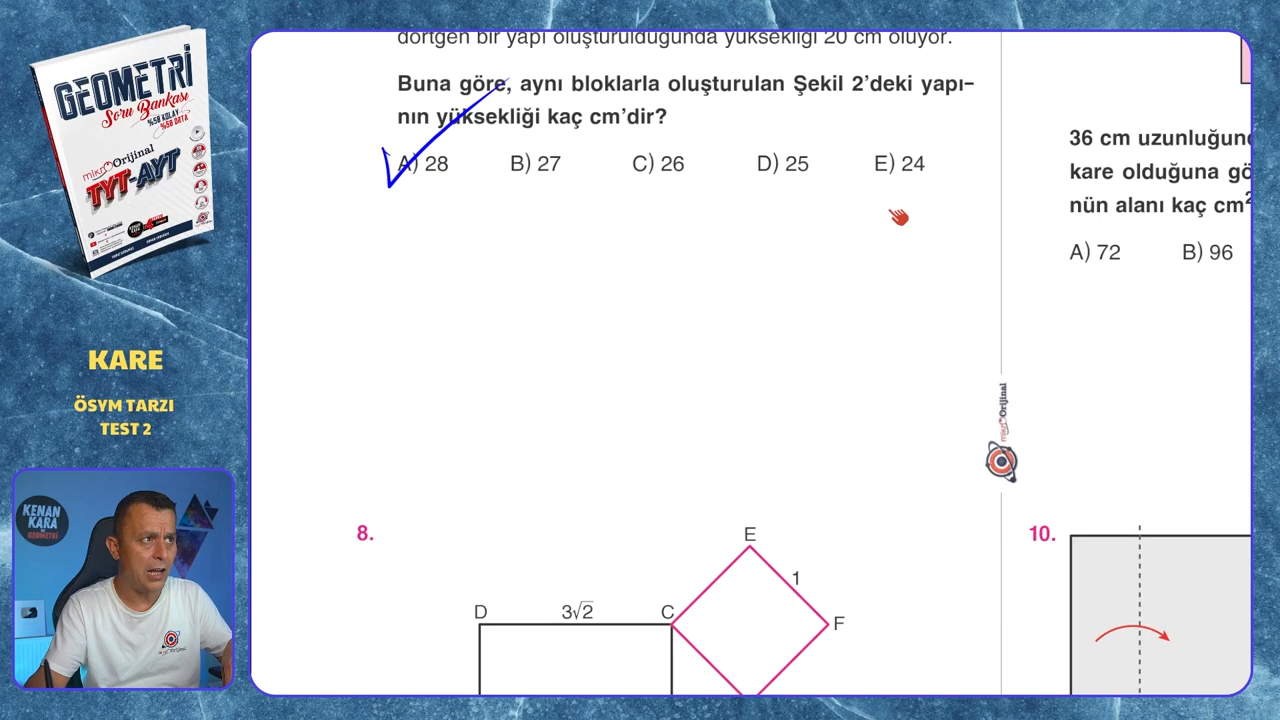 GEOMETRİ
Soru Bankası
%50 KOLAY
%50 ORTA
mikrOrijinal
TYT-AYT
KARE
ÖSYM TARZI
TEST 2
KENAN
KARA
GEOMETRİ
mikrOrijinal
dörtgen bir yapı oluşturulduğunda yüksekliği 20 cm oluyor.
Buna göre, aynı bloklarla oluşturulan Şekil 2’deki yapı-
nın yüksekliği kaç cm’dir?
A) 28 B) 27 C) 26 D) 25 E) 24
8.
E
1
D 3√2 C F
mikrOrijinal
36 cm uzunluğun
kare olduğuna gö
nün alanı kaç cm²
A) 72 B) 96
10.